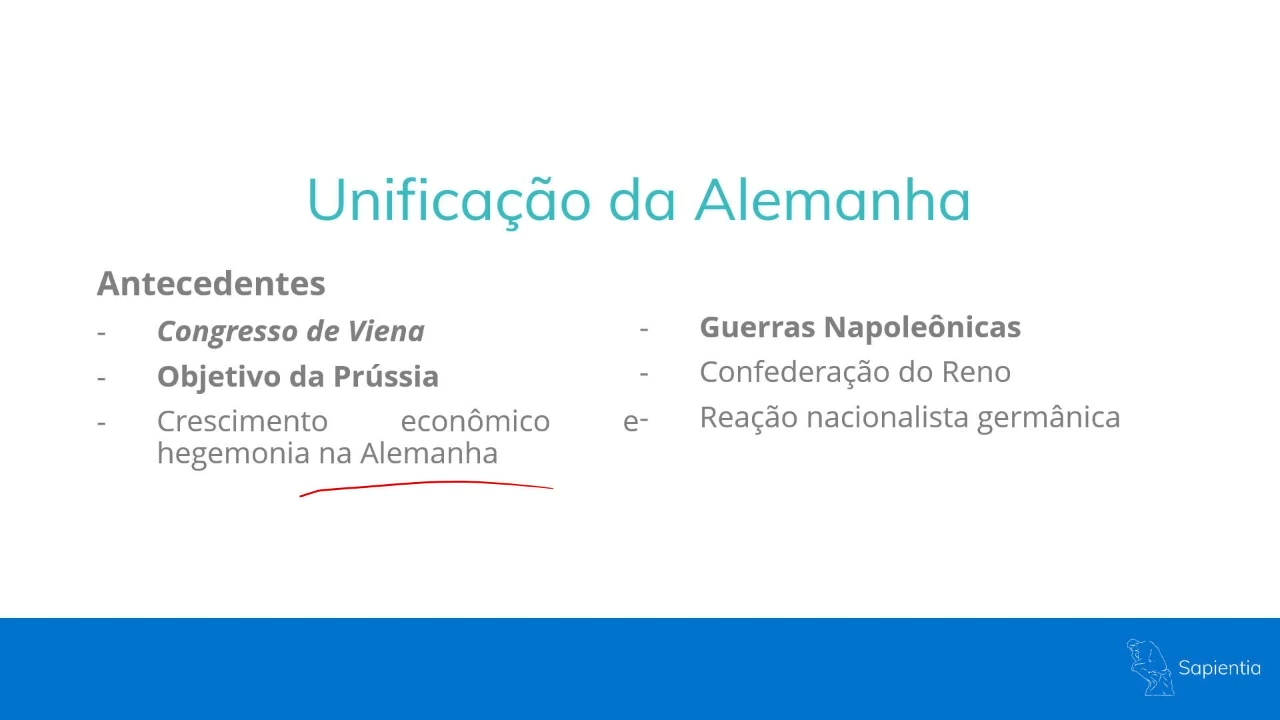 Unificação da Alemanha
Antecedentes
- Congresso de Viena
- Objetivo da Prússia
- Crescimento econômico e
hegemonia na Alemanha
- Guerras Napoleônicas
- Confederação do Reno
- Reação nacionalista germânica
Sapientia